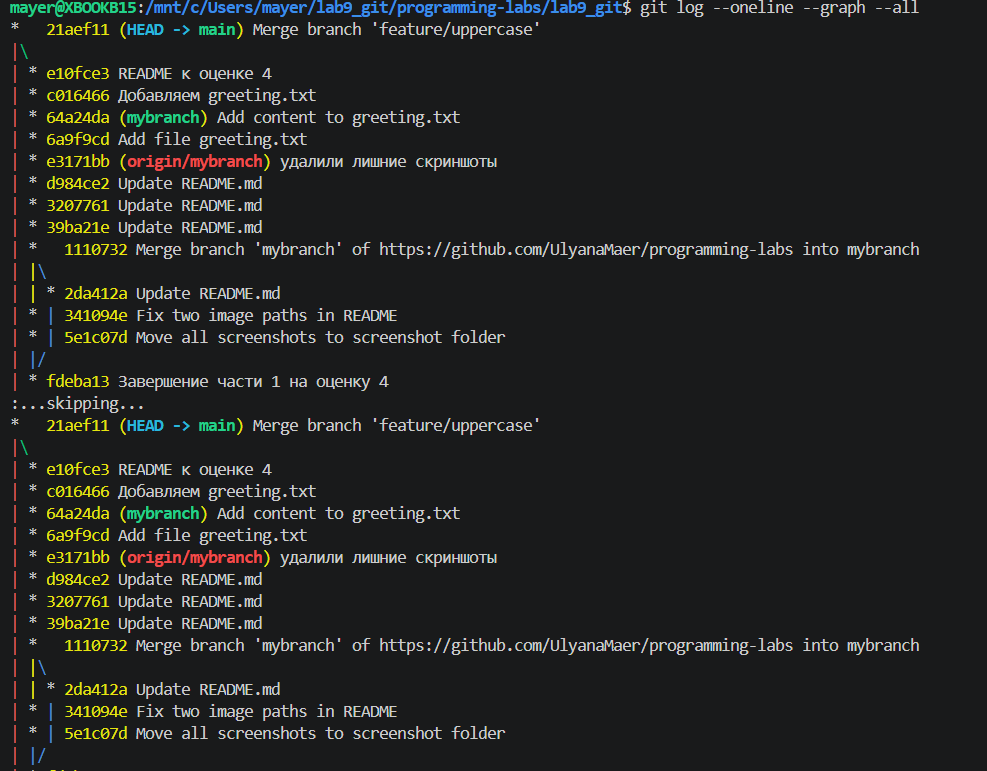 mayer@XBOOKB15:/mnt/c/Users/mayer/lab9_git/programming-labs/lab9_git$ git log --oneline --graph --all
*   21aef11 (HEAD -> main) Merge branch 'feature/uppercase'
|\
| * e10fce3 README к оценке 4
| * c016466 Добавляем greeting.txt
| * 64a24da (mybranch) Add content to greeting.txt
| * 6a9f9cd Add file greeting.txt
| * e3171bb (origin/mybranch) удалили лишние скриншоты
| * d984ce2 Update README.md
| * 3207761 Update README.md
| * 39ba21e Update README.md
| *   1110732 Merge branch 'mybranch' of https://github.com/UlyanaMaer/programming-labs into mybranch
| |\
| | * 2da412a Update README.md
| * | 341094e Fix two image paths in README
| * | 5e1c07d Move all screenshots to screenshot folder
| |/
| * fdeba13 Завершение части 1 на оценку 4
:...skipping...
*   21aef11 (HEAD -> main) Merge branch 'feature/uppercase'
|\
| * e10fce3 README к оценке 4
| * c016466 Добавляем greeting.txt
| * 64a24da (mybranch) Add content to greeting.txt
| * 6a9f9cd Add file greeting.txt
| * e3171bb (origin/mybranch) удалили лишние скриншоты
| * d984ce2 Update README.md
| * 3207761 Update README.md
| * 39ba21e Update README.md
| *   1110732 Merge branch 'mybranch' of https://github.com/UlyanaMaer/programming-labs into mybranch
| |\
| | * 2da412a Update README.md
| * | 341094e Fix two image paths in README
| * | 5e1c07d Move all screenshots to screenshot folder
| |/